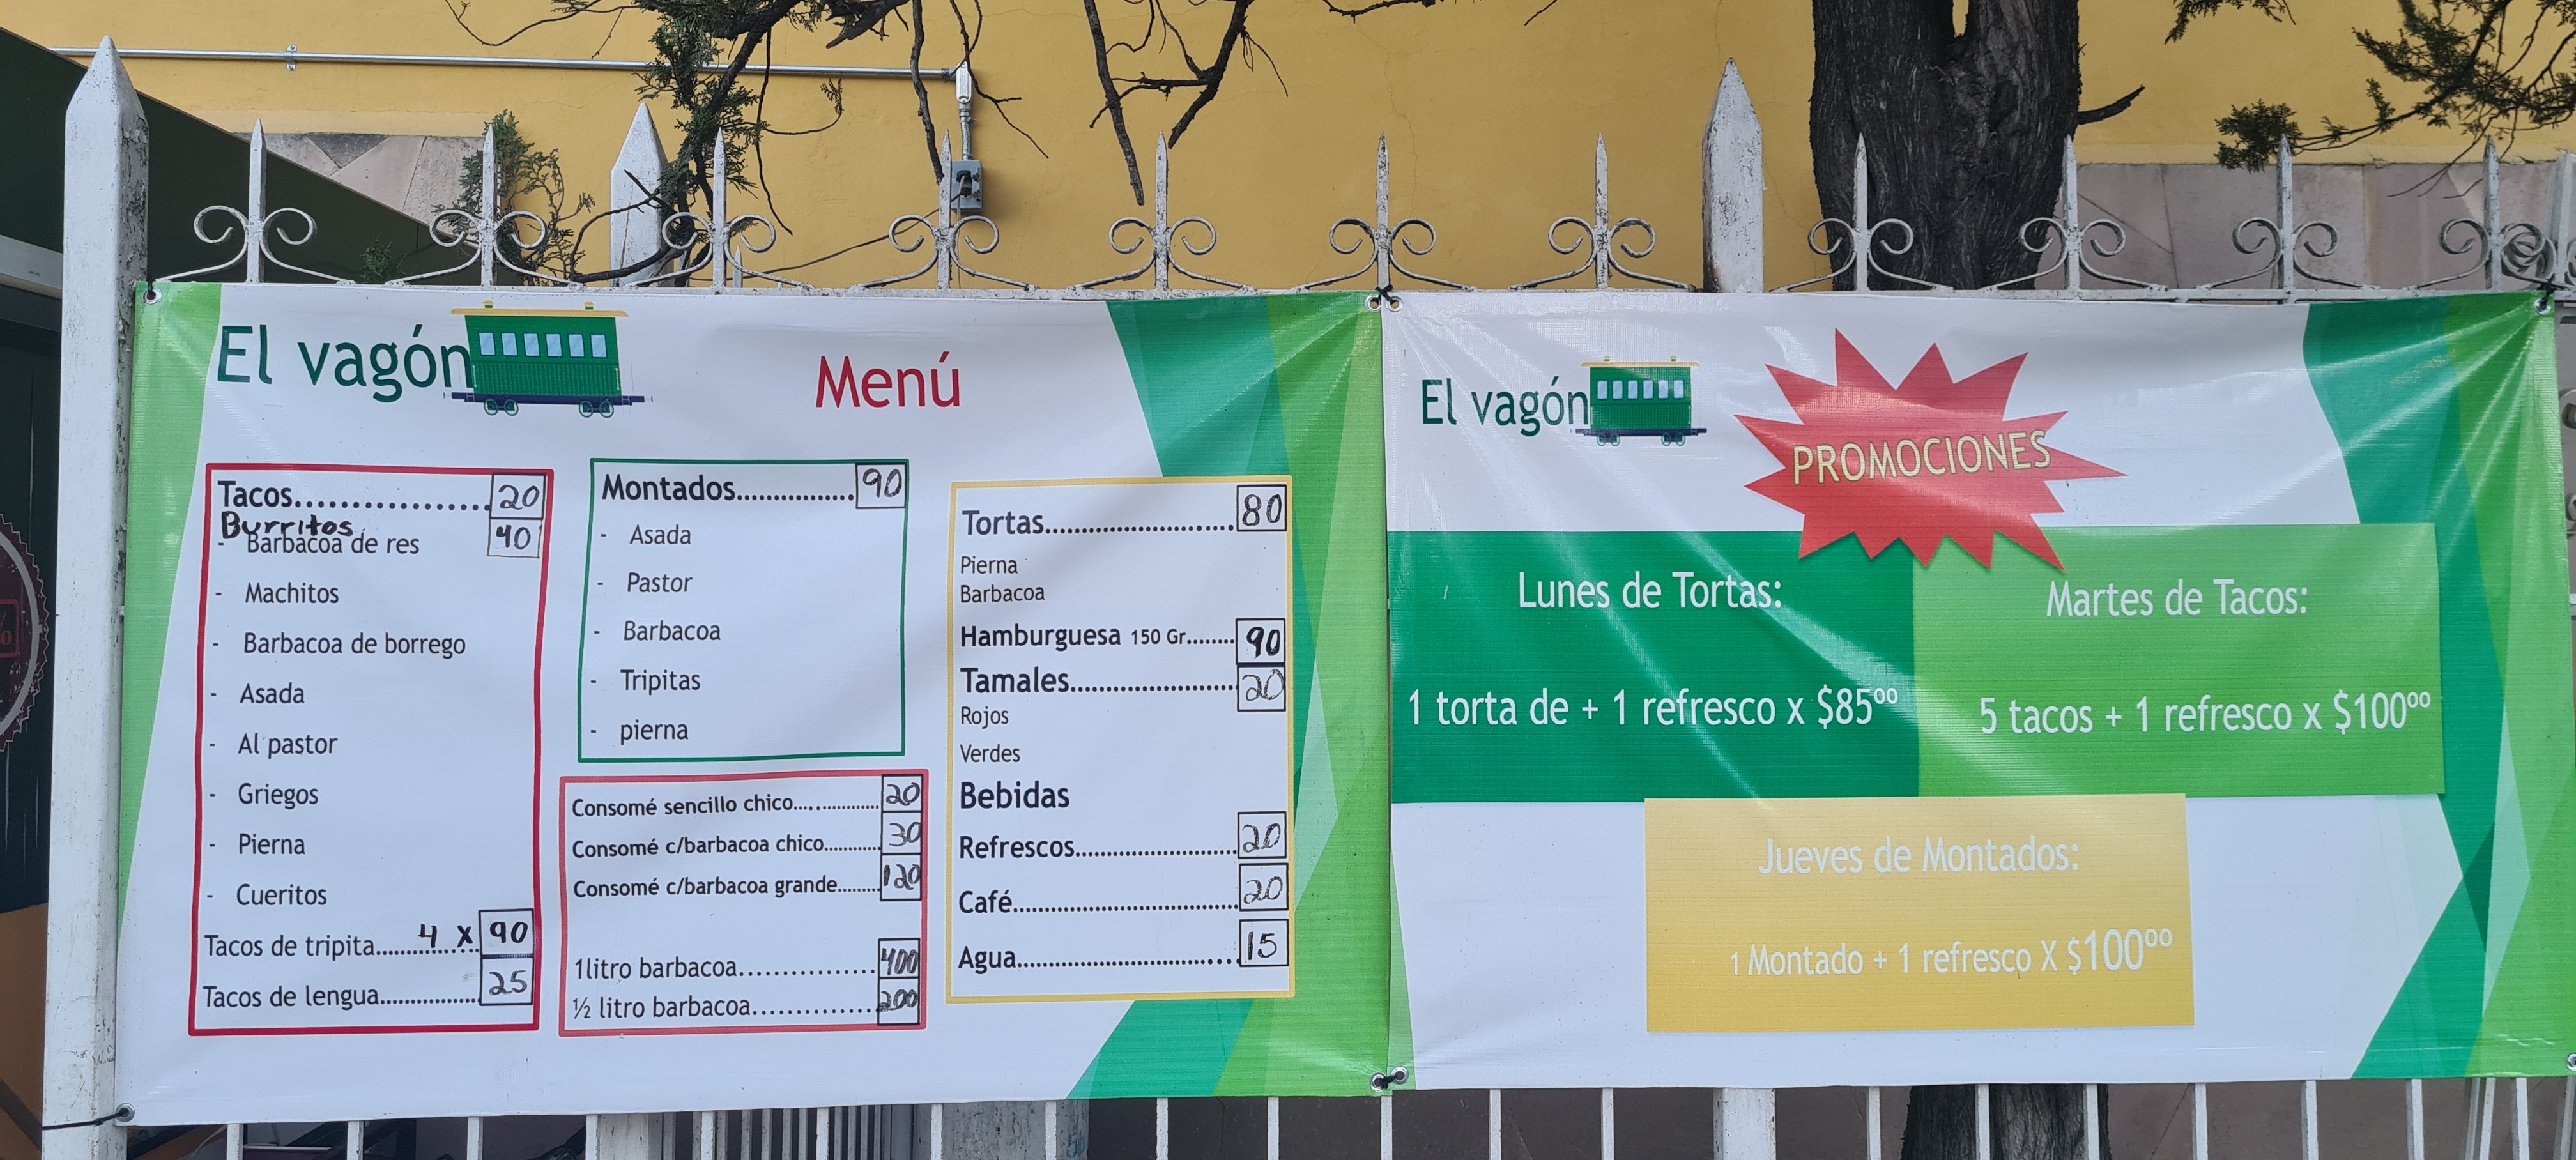 El vagón
Menú
Tacos.................. 20
Burritos 40
- Barbacoa de res
- Machitos
- Barbacoa de borrego
- Asada
- Al pastor
- Griegos
- Pierna
- Cueritos
Tacos de tripita........ 4 x 90
Tacos de lengua................ 25
Montados................ 90
- Asada
- Pastor
- Barbacoa
- Tripitas
- pierna
Consomé sencillo chico................ 20
Consomé c/barbacoa chico............ 30
Consomé c/barbacoa grande......... 120
1litro barbacoa............... 400
½ litro barbacoa.............. 200
Tortas........................... 80
Pierna
Barbacoa
Hamburguesa 150 Gr........ 90
Tamales........................ 20
Rojos
Verdes
Bebidas
Refrescos........................ 20
Café................................ 20
Agua................................ 15
El vagón
PROMOCIONES
Lunes de Tortas:
1 torta de + 1 refresco x $85⁰⁰
Martes de Tacos:
5 tacos + 1 refresco x $100⁰⁰
Jueves de Montados:
1 Montado + 1 refresco X $100⁰⁰